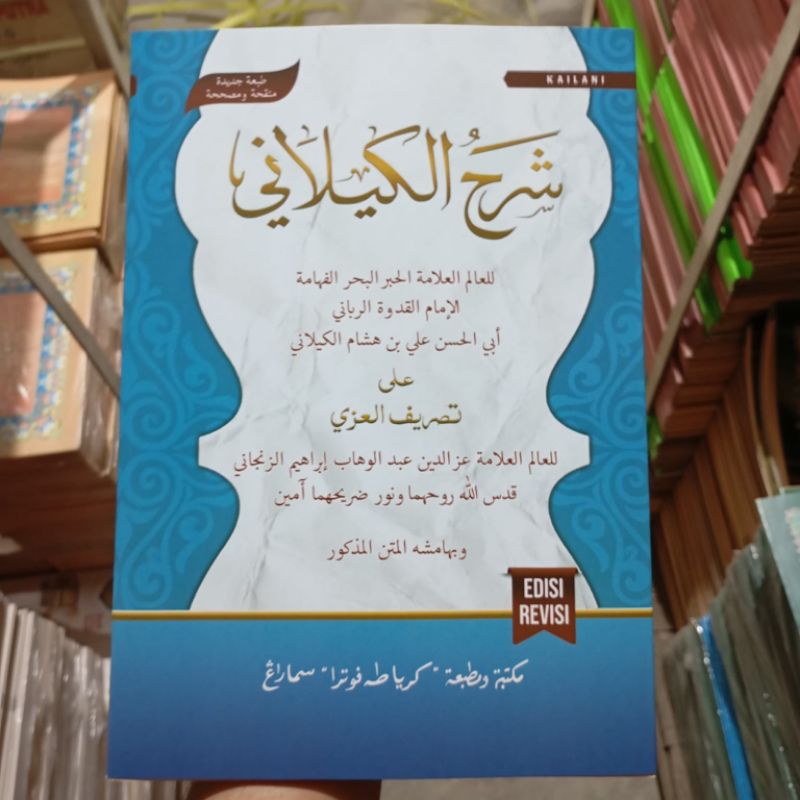 طبعة جديدة
منقحة ومصححة
KAILANI
شرح الكيلاني
للعالم العلامة الحبر البحر الفهامة
الإمام القدوة الرباني
أبي الحسن علي بن هشام الكيلاني
على
تصريف العزي
للعالم العلامة عز الدين عبد الوهاب إبراهيم الزنجاني
قدس الله روحهما ونور ضريحهما آمين
وبهامشه المتن المذكور
EDISI
REVISI
مكتبة ومطبعة "كرياطه فوترا" سماراڠ